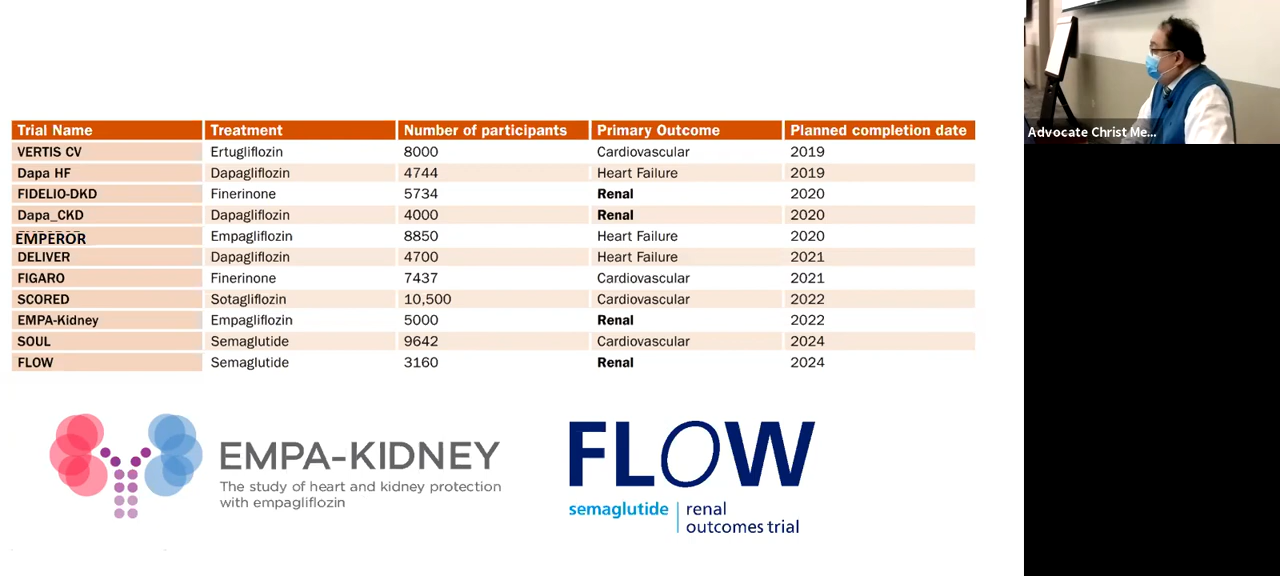 Trial Name Treatment Number of participants Primary Outcome Planned completion date
VERTIS CV Ertugliflozin 8000 Cardiovascular 2019
Dapa HF Dapagliflozin 4744 Heart Failure 2019
FIDELIO-DKD Finerinone 5734 Renal 2020
Dapa_CKD Dapagliflozin 4000 Renal 2020
EMPEROR Empagliflozin 8850 Heart Failure 2020
DELIVER Dapagliflozin 4700 Heart Failure 2021
FIGARO Finerinone 7437 Cardiovascular 2021
SCORED Sotagliflozin 10,500 Cardiovascular 2022
EMPA-Kidney Empagliflozin 5000 Renal 2022
SOUL Semaglutide 9642 Cardiovascular 2024
FLOW Semaglutide 3160 Renal 2024
EMPA-KIDNEY
The study of heart and kidney protection
with empagliflozin
FLOW
semaglutide renal
outcomes trial
Advocate Christ Me...